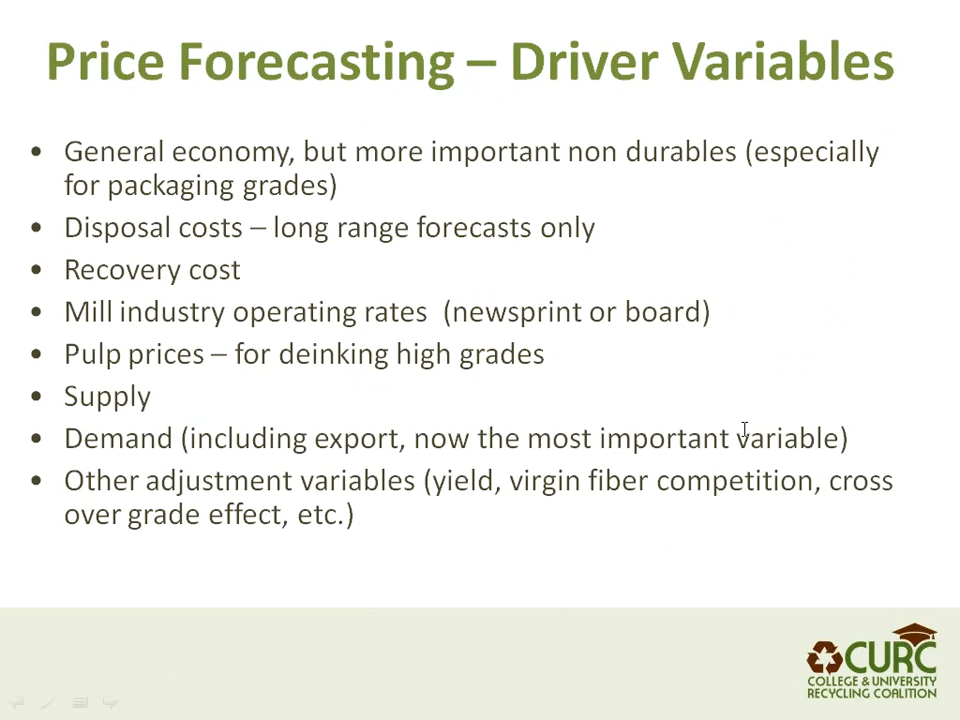 Price Forecasting – Driver Variables
• General economy, but more important non durables (especially
for packaging grades)
• Disposal costs – long range forecasts only
• Recovery cost
• Mill industry operating rates  (newsprint or board)
• Pulp prices – for deinking high grades
• Supply
• Demand (including export, now the most important variable)
• Other adjustment variables (yield, virgin fiber competition, cross
over grade effect, etc.)
CURC
COLLEGE & UNIVERSITY
RECYCLING COALITION